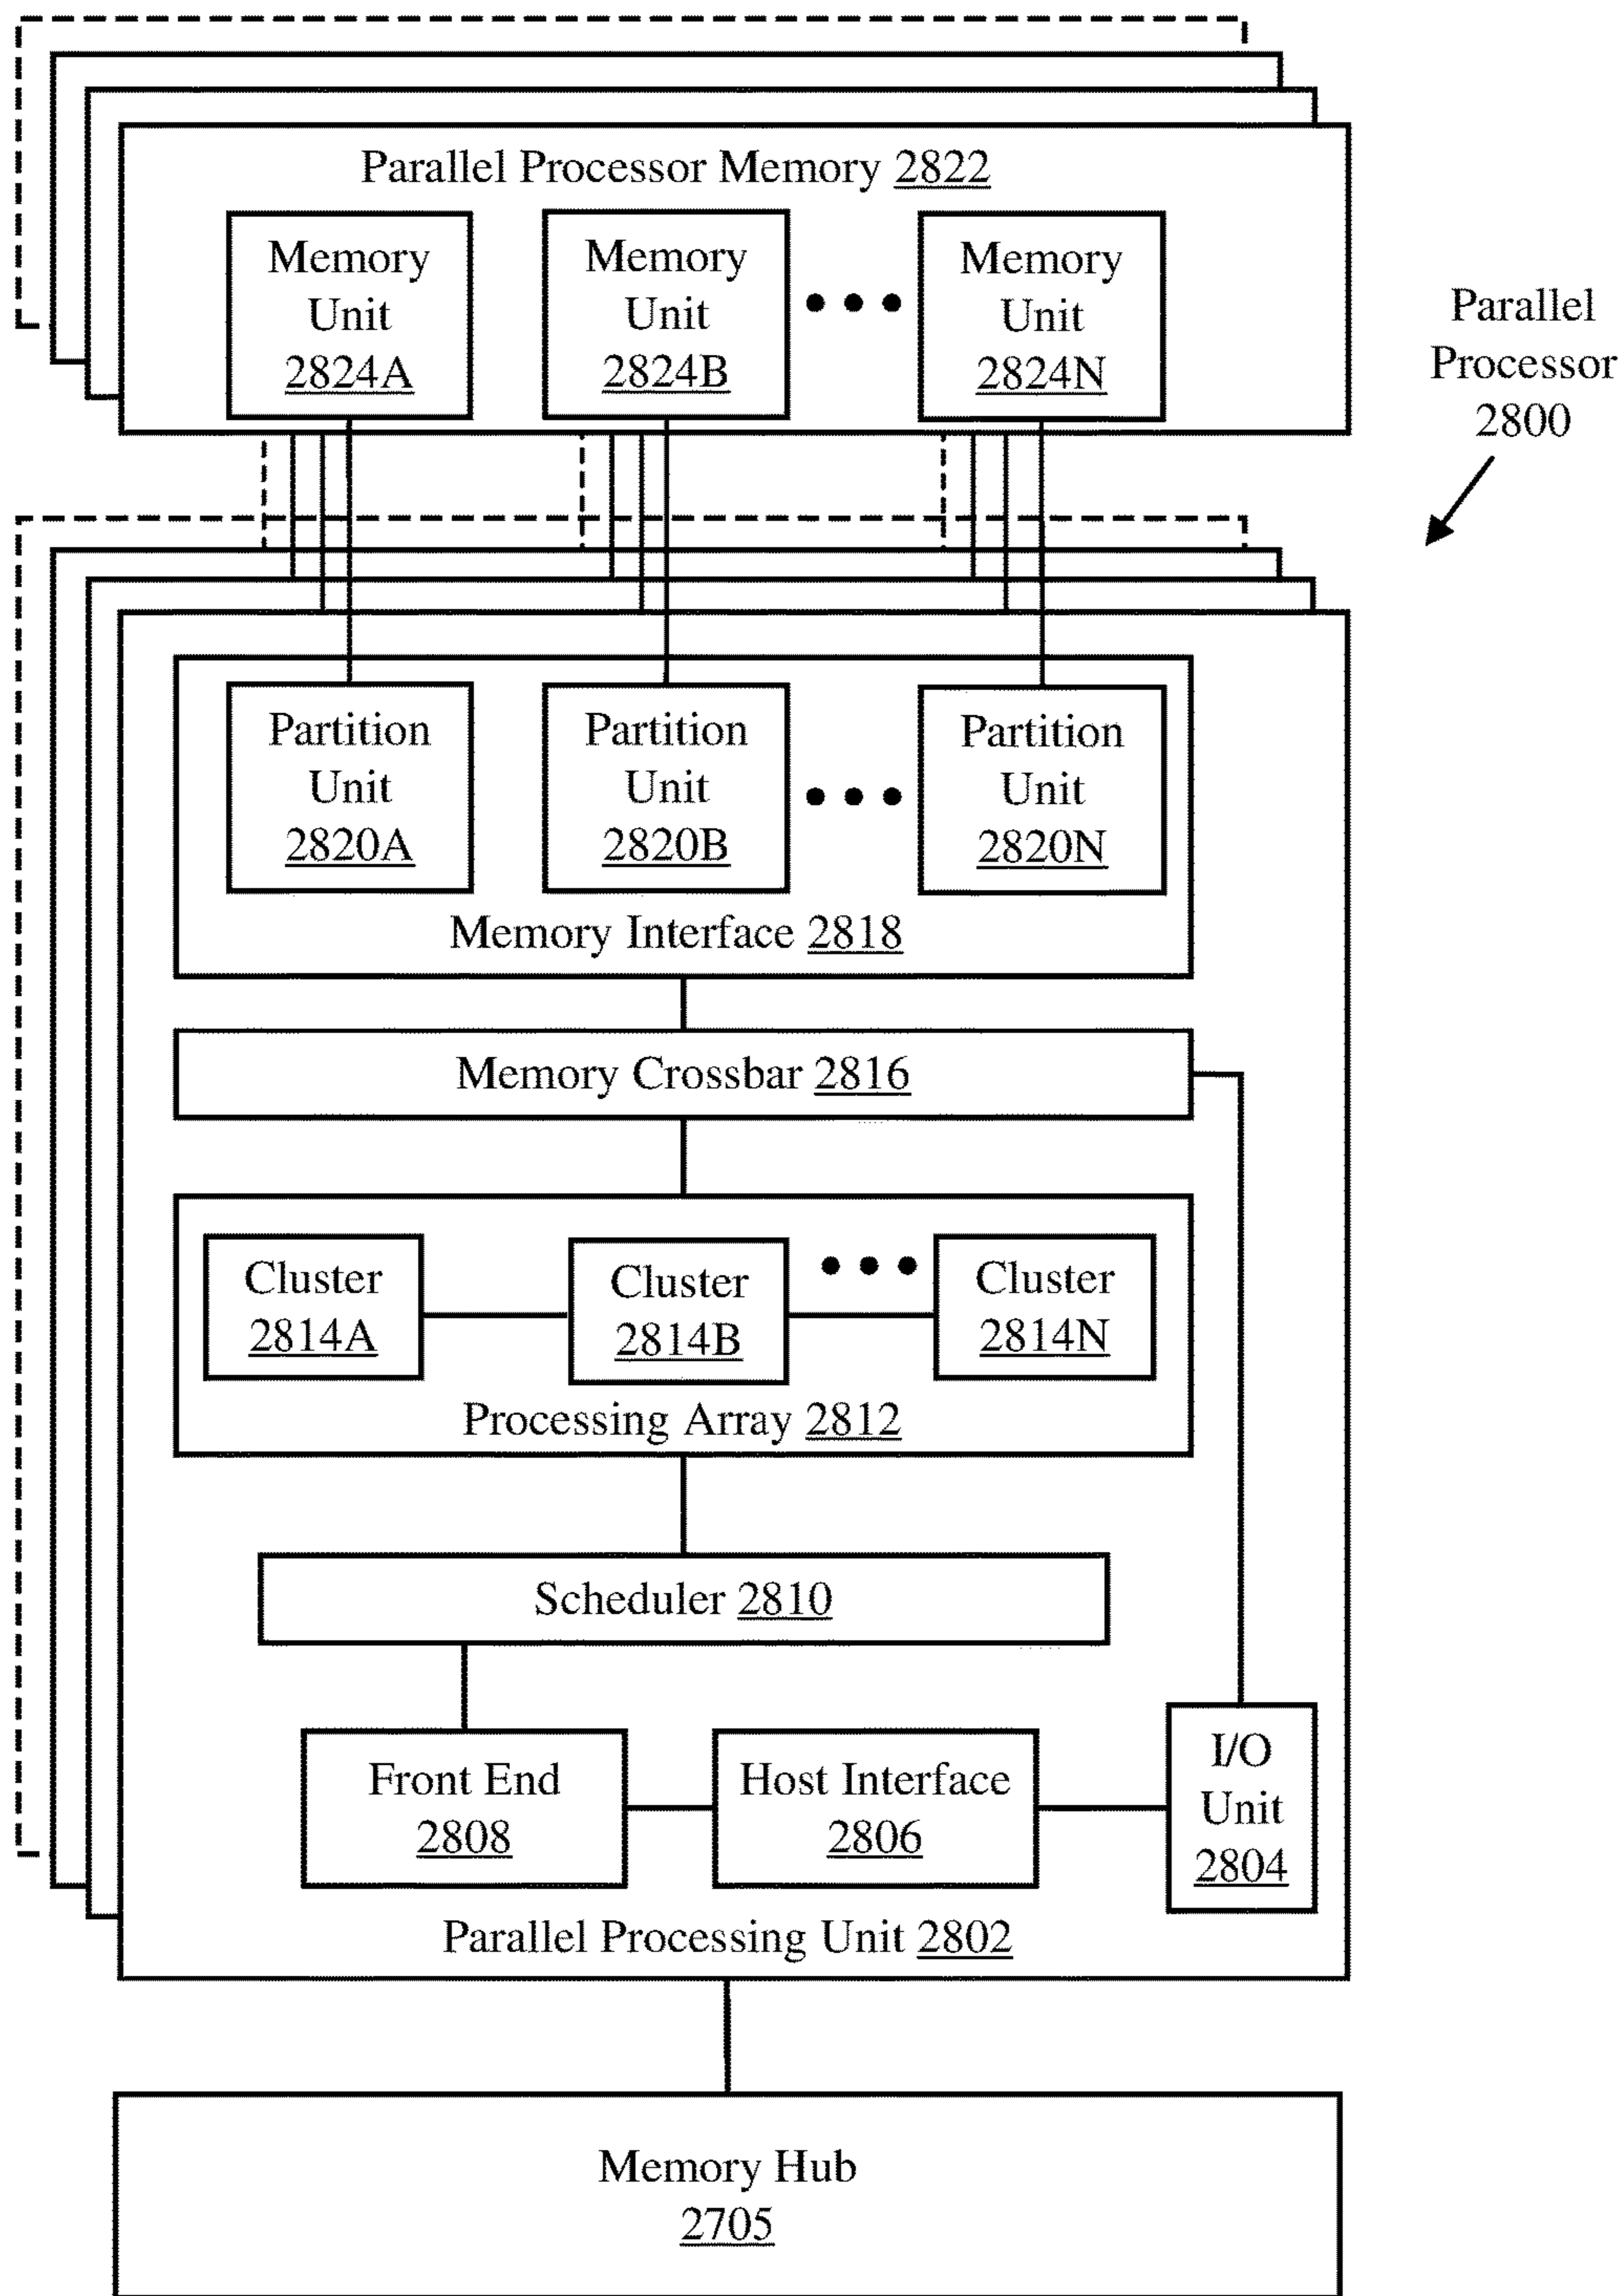 Parallel Processor Memory 2822
Memory
Unit
2824A
Memory
Unit
2824B
Memory
Unit
2824N
Parallel
Processor
2800
Partition
Unit
2820A
Partition
Unit
2820B
Partition
Unit
2820N
Memory Interface 2818
Memory Crossbar 2816
Cluster
2814A
Cluster
2814B
Cluster
2814N
Processing Array 2812
Scheduler 2810
Front End
2808
Host Interface
2806
I/O
Unit
2804
Parallel Processing Unit 2802
Memory Hub
2705